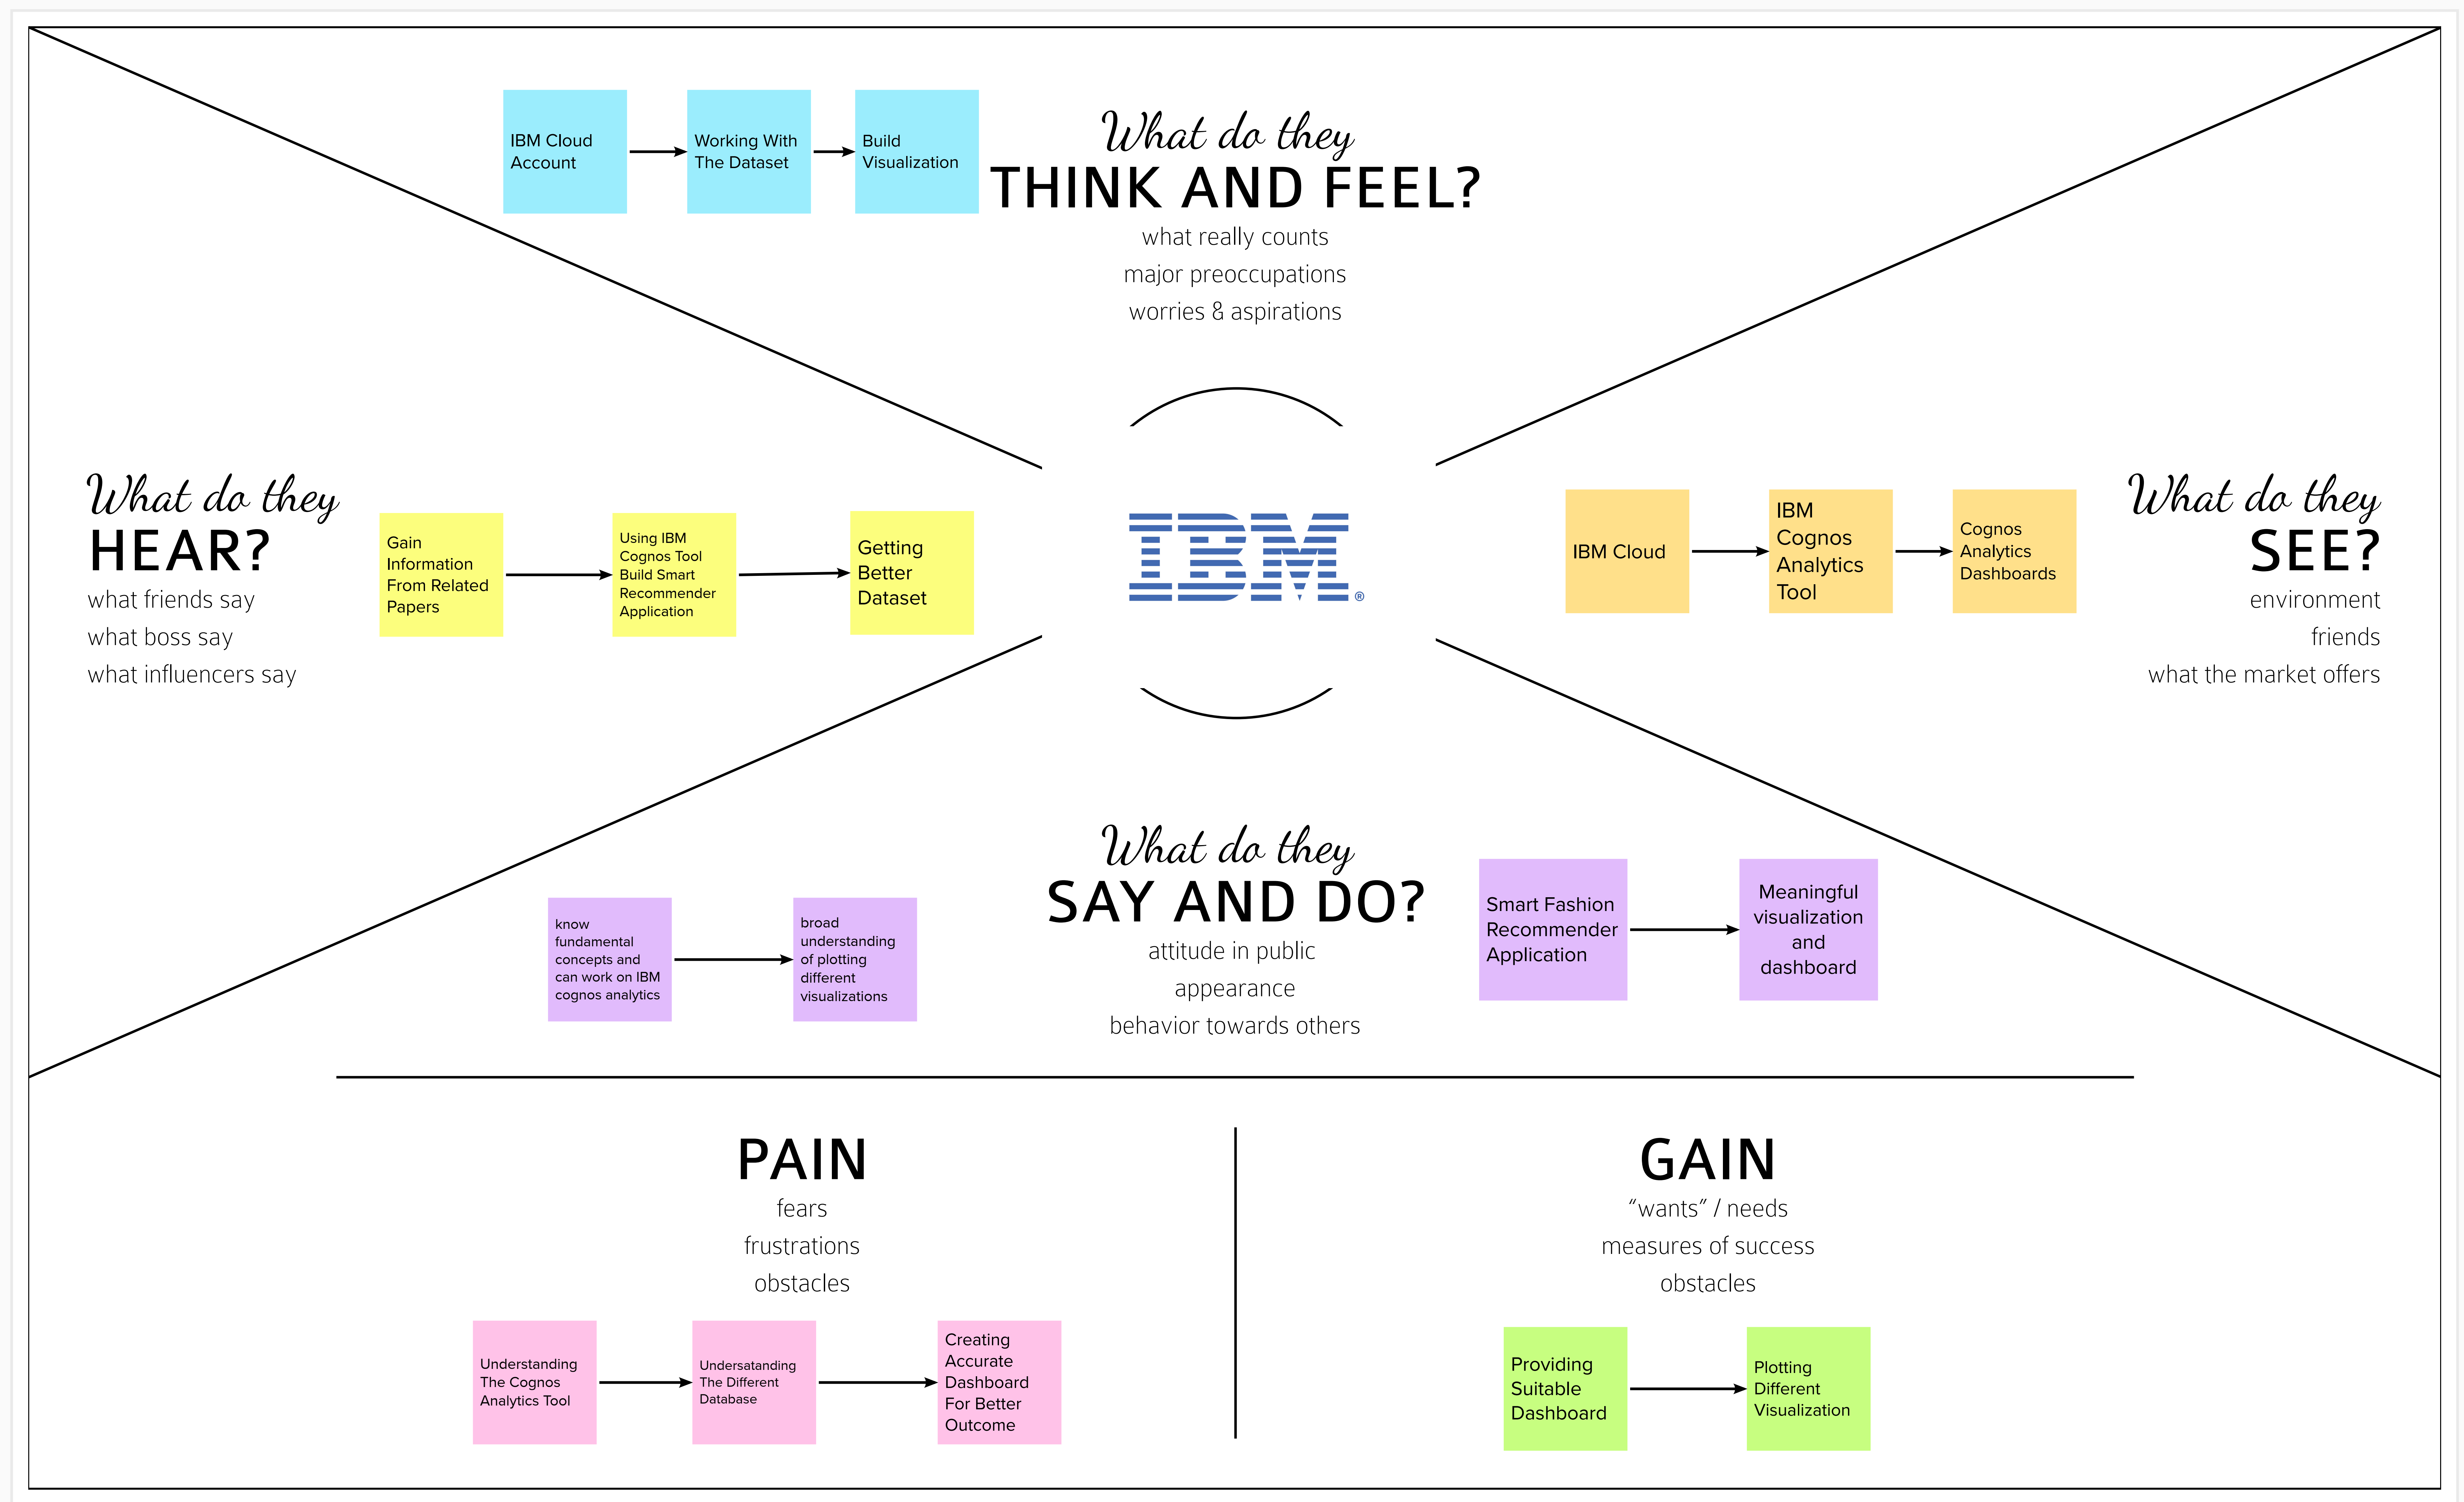 IBM Cloud
Account
Working With
The Dataset
Build
Visualization
What do they
THINK AND FEEL?
what really counts
major preoccupations
worries & aspirations
What do they
HEAR?
what friends say
what boss say
what influencers say
Gain
Information
From Related
Papers
Using IBM
Cognos Tool
Build Smart
Recommender
Application
Getting
Better
Dataset
IBM®
IBM Cloud
IBM
Cognos
Analytics
Tool
Cognos
Analytics
Dashboards
What do they
SEE?
environment
friends
what the market offers
know
fundamental
concepts and
can work on IBM
cognos analytics
broad
understanding
of plotting
different
visualizations
What do they
SAY AND DO?
attitude in public
appearance
behavior towards others
Smart Fashion
Recommender
Application
Meaningful
visualization
and
dashboard
PAIN
fears
frustrations
obstacles
Understanding
The Cognos
Analytics Tool
Undersatanding
The Different
Database
Creating
Accurate
Dashboard
For Better
Outcome
GAIN
“wants” / needs
measures of success
obstacles
Providing
Suitable
Dashboard
Plotting
Different
Visualization